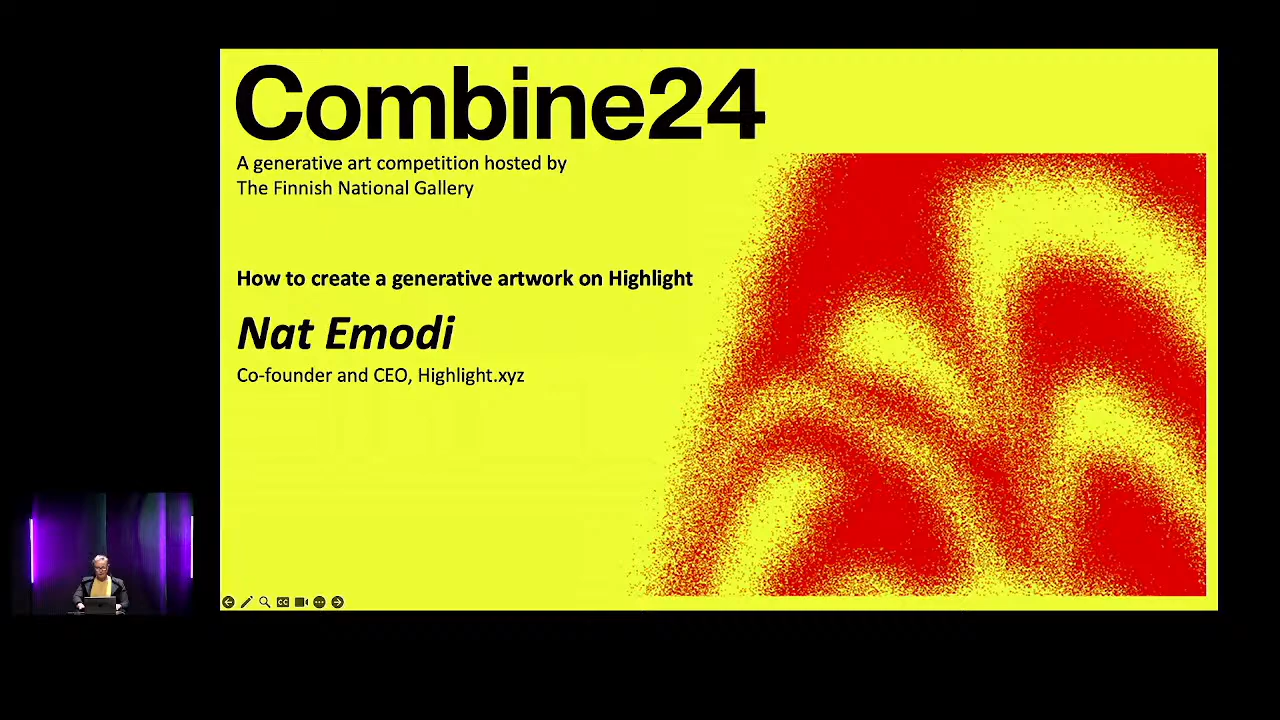 Combine24
A generative art competition hosted by
The Finnish National Gallery
How to create a generative artwork on Highlight
Nat Emodi
Co-founder and CEO, Highlight.xyz
CC